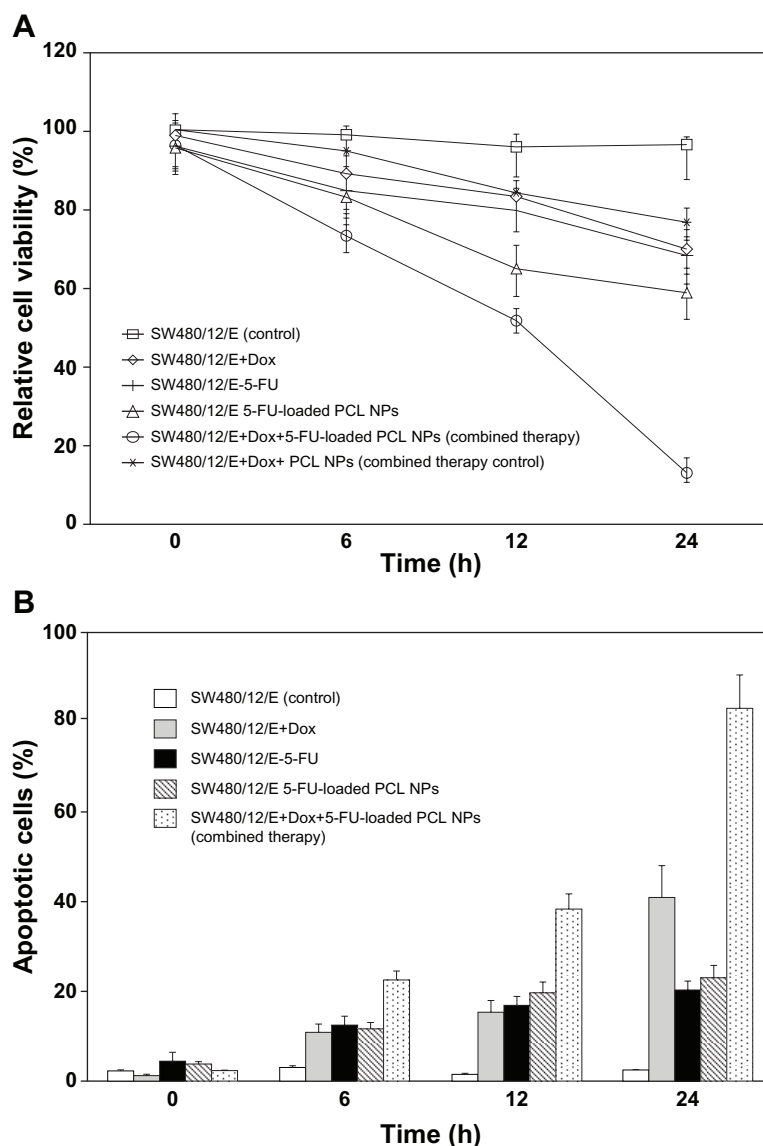 A
Relative cell viability (%)
120
100
80
60
40
20
0
SW480/12/E (control)
SW480/12/E+Dox
SW480/12/E-5-FU
SW480/12/E 5-FU-loaded PCL NPs
SW480/12/E+Dox+5-FU-loaded PCL NPs (combined therapy)
SW480/12/E+Dox+ PCL NPs (combined therapy control)
0 6 12 24
Time (h)
B
Apoptotic cells (%)
100
80
60
40
20
0
SW480/12/E (control)
SW480/12/E+Dox
SW480/12/E-5-FU
SW480/12/E 5-FU-loaded PCL NPs
SW480/12/E+Dox+5-FU-loaded PCL NPs
(combined therapy)
0 6 12 24
Time (h)